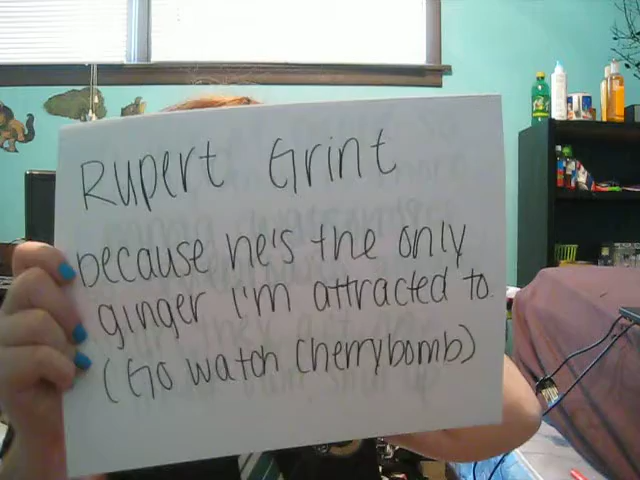 Rupert Grint
because he's the only
ginger I'm attracted to.
(Go watch Cherrybomb)